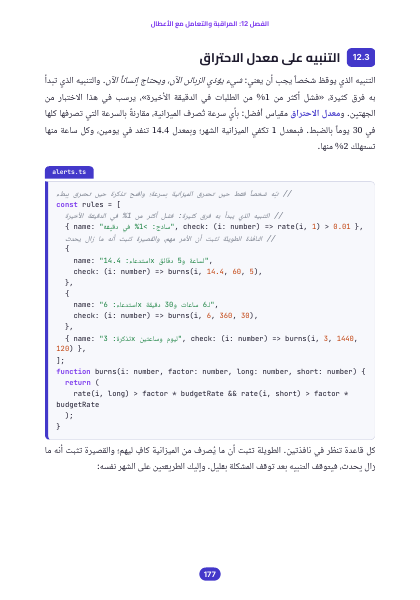 الفصل 12: المراقبة والتعامل مع الأعطال
12.3 التنبيه على معدل الاحتراق
التنبيه الذي يوقظ شخصاً يجب أن يعني: شيء يؤذي الزبائن الآن، ويحتاج إنساناً الآن. والتنبيه الذي تبدأ
به فرق كثيرة، «فشل أكثر من 1% من الطلبات في الدقيقة الأخيرة»، يرسب في هذا الاختبار من
الجهتين. ومعدل الاحتراق مقياس أفضل: بأي سرعة تُصرف الميزانية، مقارنةً بالسرعة التي تصرفها كلها
في 30 يوماً بالضبط. فبمعدل 1 تكفي الميزانية الشهر؛ وبمعدل 14.4 تنفد في يومين، وكل ساعة منها
تستهلك 2% منها.
alerts.ts
// نبّه شخصاً فقط حين تحترق الميزانية بسرعة، وافتح تذكرة حين تحترق ببطء
const rules = [
// التنبيه الذي يبدأ به فرق كثيرة: فشل أكثر من 1% في الدقيقة الأخيرة
{ name: "ساذج: >1% في دقيقة", check: (i: number) => rate(i, 1) > 0.01 },
// النافذة الطويلة تثبت أن الأمر مهم، والقصيرة تثبت أنه ما زال يحدث
{
name: "استدعاء: 14.4x لساعة و5 دقائق",
check: (i: number) => burns(i, 14.4, 60, 5),
},
{
name: "استدعاء: 6x لـ6 ساعات و30 دقيقة",
check: (i: number) => burns(i, 6, 360, 30),
},
{ name: "تذكرة: 3x ليوم وساعتين", check: (i: number) => burns(i, 3, 1440,
120) },
];
function burns(i: number, factor: number, long: number, short: number) {
return (
rate(i, long) > factor * budgetRate && rate(i, short) > factor *
budgetRate
);
}
كل قاعدة تنظر في نافذتين. الطويلة تثبت أن ما يُصرف من الميزانية كافٍ ليهم؛ والقصيرة تثبت أنه ما
زال يحدث، فيتوقف التنبيه بعد توقف المشكلة بقليل. وإليك الطريقتين على الشهر نفسه:
177